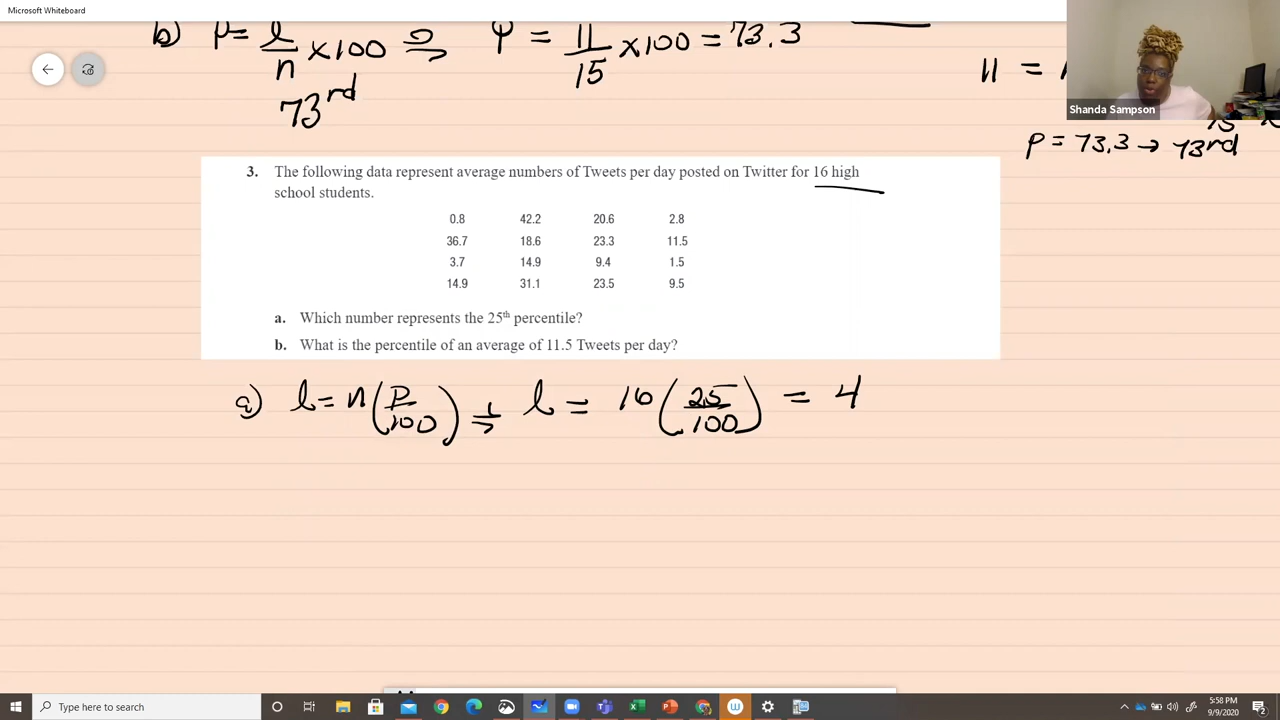 Microsoft Whiteboard
b) P = l/n × 100 ⇒ P = 11/15 × 100 = 73.3
73rd
11 =
Shanda Sampson
P = 73.3 → 73rd
3. The following data represent average numbers of Tweets per day posted on Twitter for 16 high
school students.
0.8 42.2 20.6 2.8
36.7 18.6 23.3 11.5
3.7 14.9 9.4 1.5
14.9 31.1 23.5 9.5
a. Which number represents the 25th percentile?
b. What is the percentile of an average of 11.5 Tweets per day?
a) l = n(P/100) ⇒ l = 16(25/100) = 4
Type here to search
5:58 PM
9/9/2020